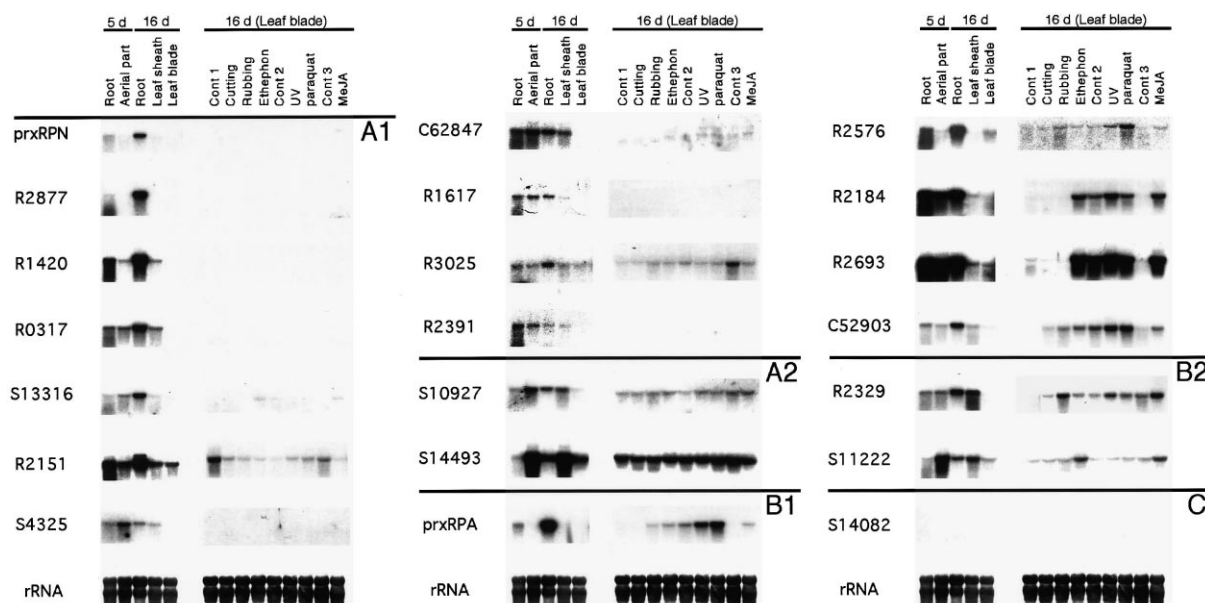 5 d 16 d 16 d (Leaf blade)
Root
Aerial part
Root
Leaf sheath
Leaf blade
Cont 1
Cutting
Rubbing
Ethephon
Cont 2
UV
paraquat
Cont 3
MeJA
A1
prxRPN
R2877
R1420
R0317
S13316
R2151
S4325
rRNA
5 d 16 d 16 d (Leaf blade)
Root
Aerial part
Root
Leaf sheath
Leaf blade
Cont 1
Cutting
Rubbing
Ethephon
Cont 2
UV
paraquat
Cont 3
MeJA
C62847
R1617
R3025
R2391
A2
S10927
S14493
B1
prxRPA
rRNA
5 d 16 d 16 d (Leaf blade)
Root
Aerial part
Root
Leaf sheath
Leaf blade
Cont 1
Cutting
Rubbing
Ethephon
Cont 2
UV
paraquat
Cont 3
MeJA
R2576
R2184
R2693
C52903
B2
R2329
S11222
C
S14082
rRNA